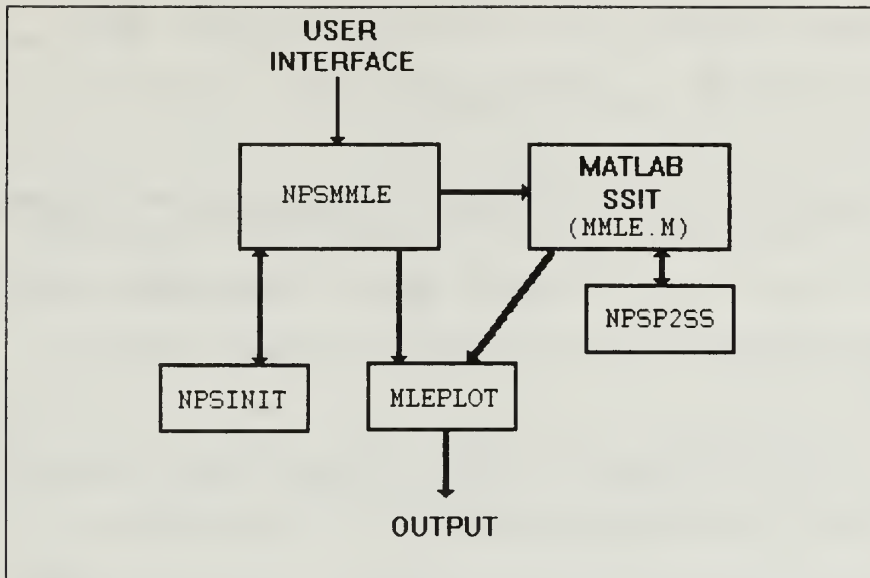 USER
INTERFACE
NPSMMLE
MATLAB
SSIT
(MMLE.M)
NPSP2SS
NPSINIT
MLEPLOT
OUTPUT